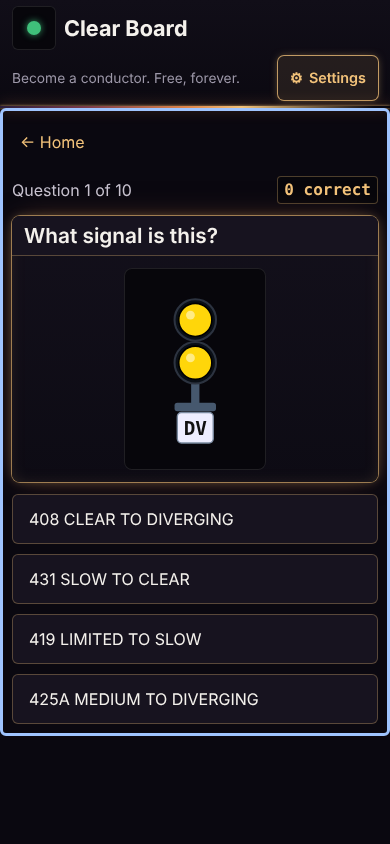 Clear Board
Become a conductor. Free, forever.
⚙ Settings
← Home
Question 1 of 10
0 correct
What signal is this?
DV
408 CLEAR TO DIVERGING
431 SLOW TO CLEAR
419 LIMITED TO SLOW
425A MEDIUM TO DIVERGING